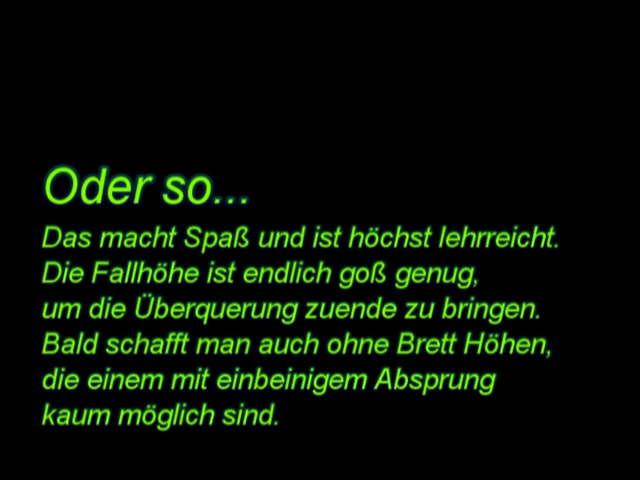 Oder so...
Das macht Spaß und ist höchst lehrreicht.
Die Fallhöhe ist endlich goß genug,
um die Überquerung zuende zu bringen.
Bald schafft man auch ohne Brett Höhen,
die einem mit einbeinigem Absprung
kaum möglich sind.